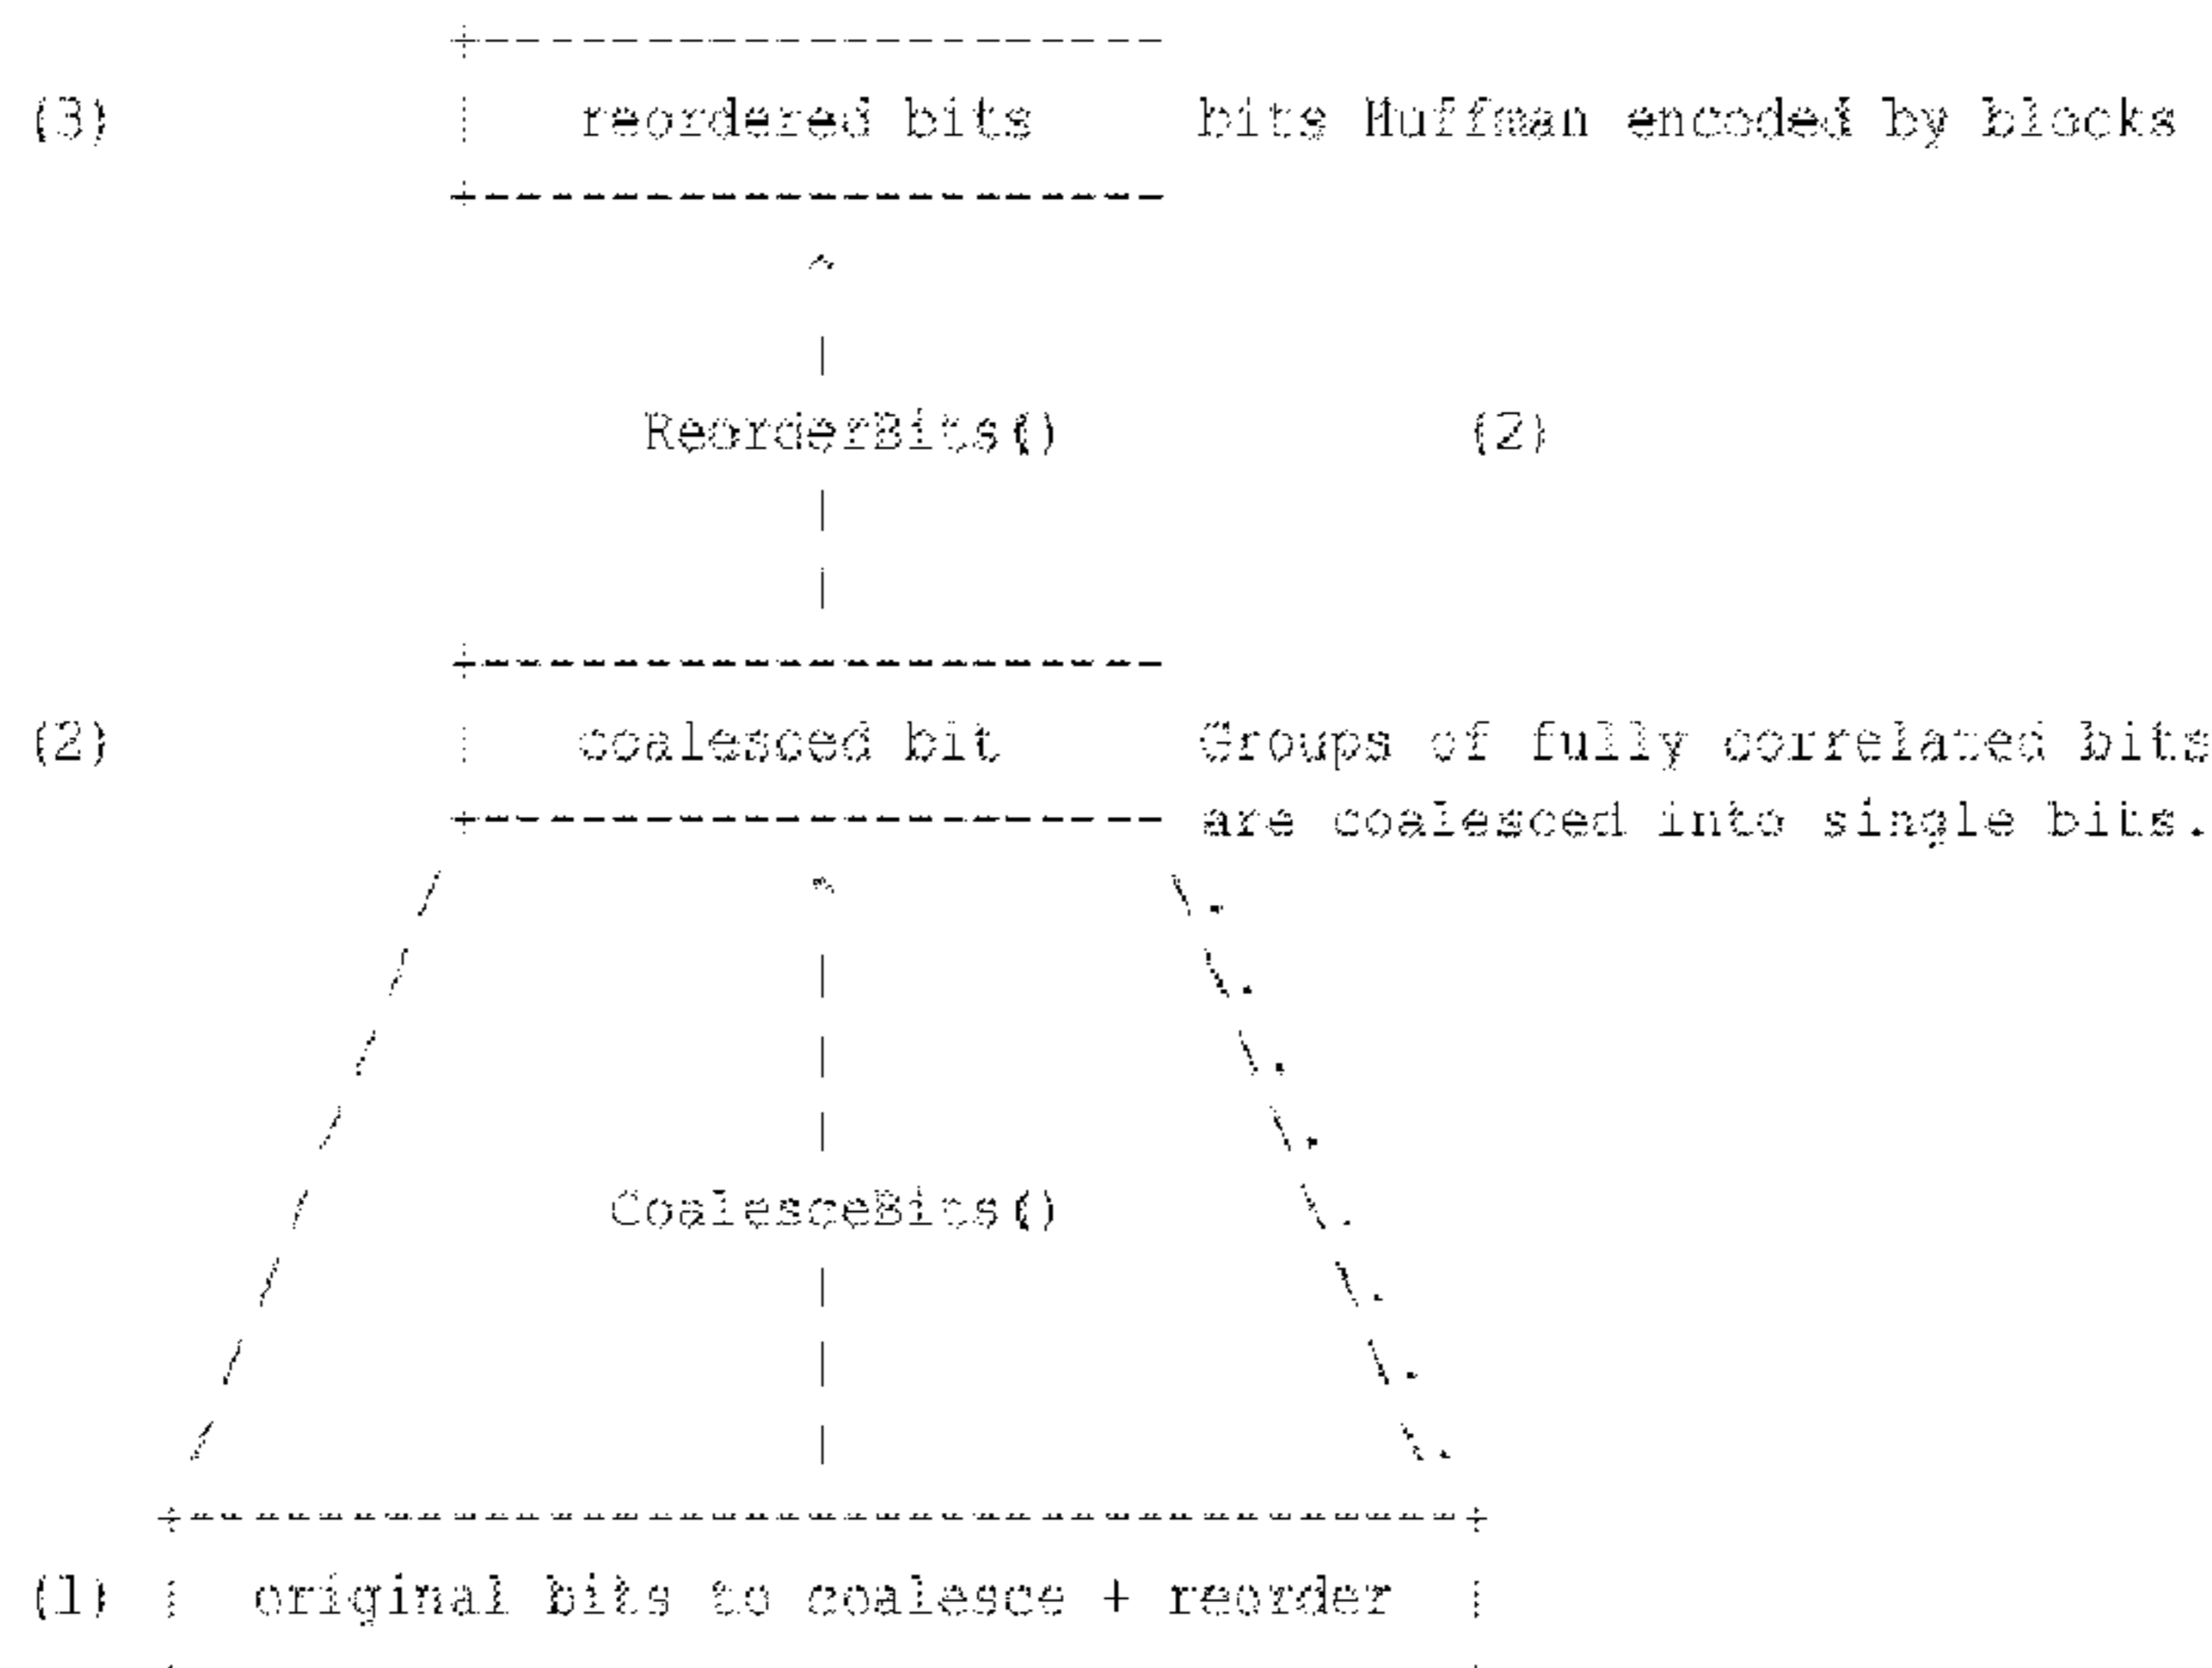 (3) | reordered bits bits Huffman encoded by blocks
^
|
ReorderBits() (2)
|
|
(2) | coalesced bit Groups of fully correlated bits
are coalesced into single bits.
CoalesceBits()
(1) | original bits to coalesce + reorder |